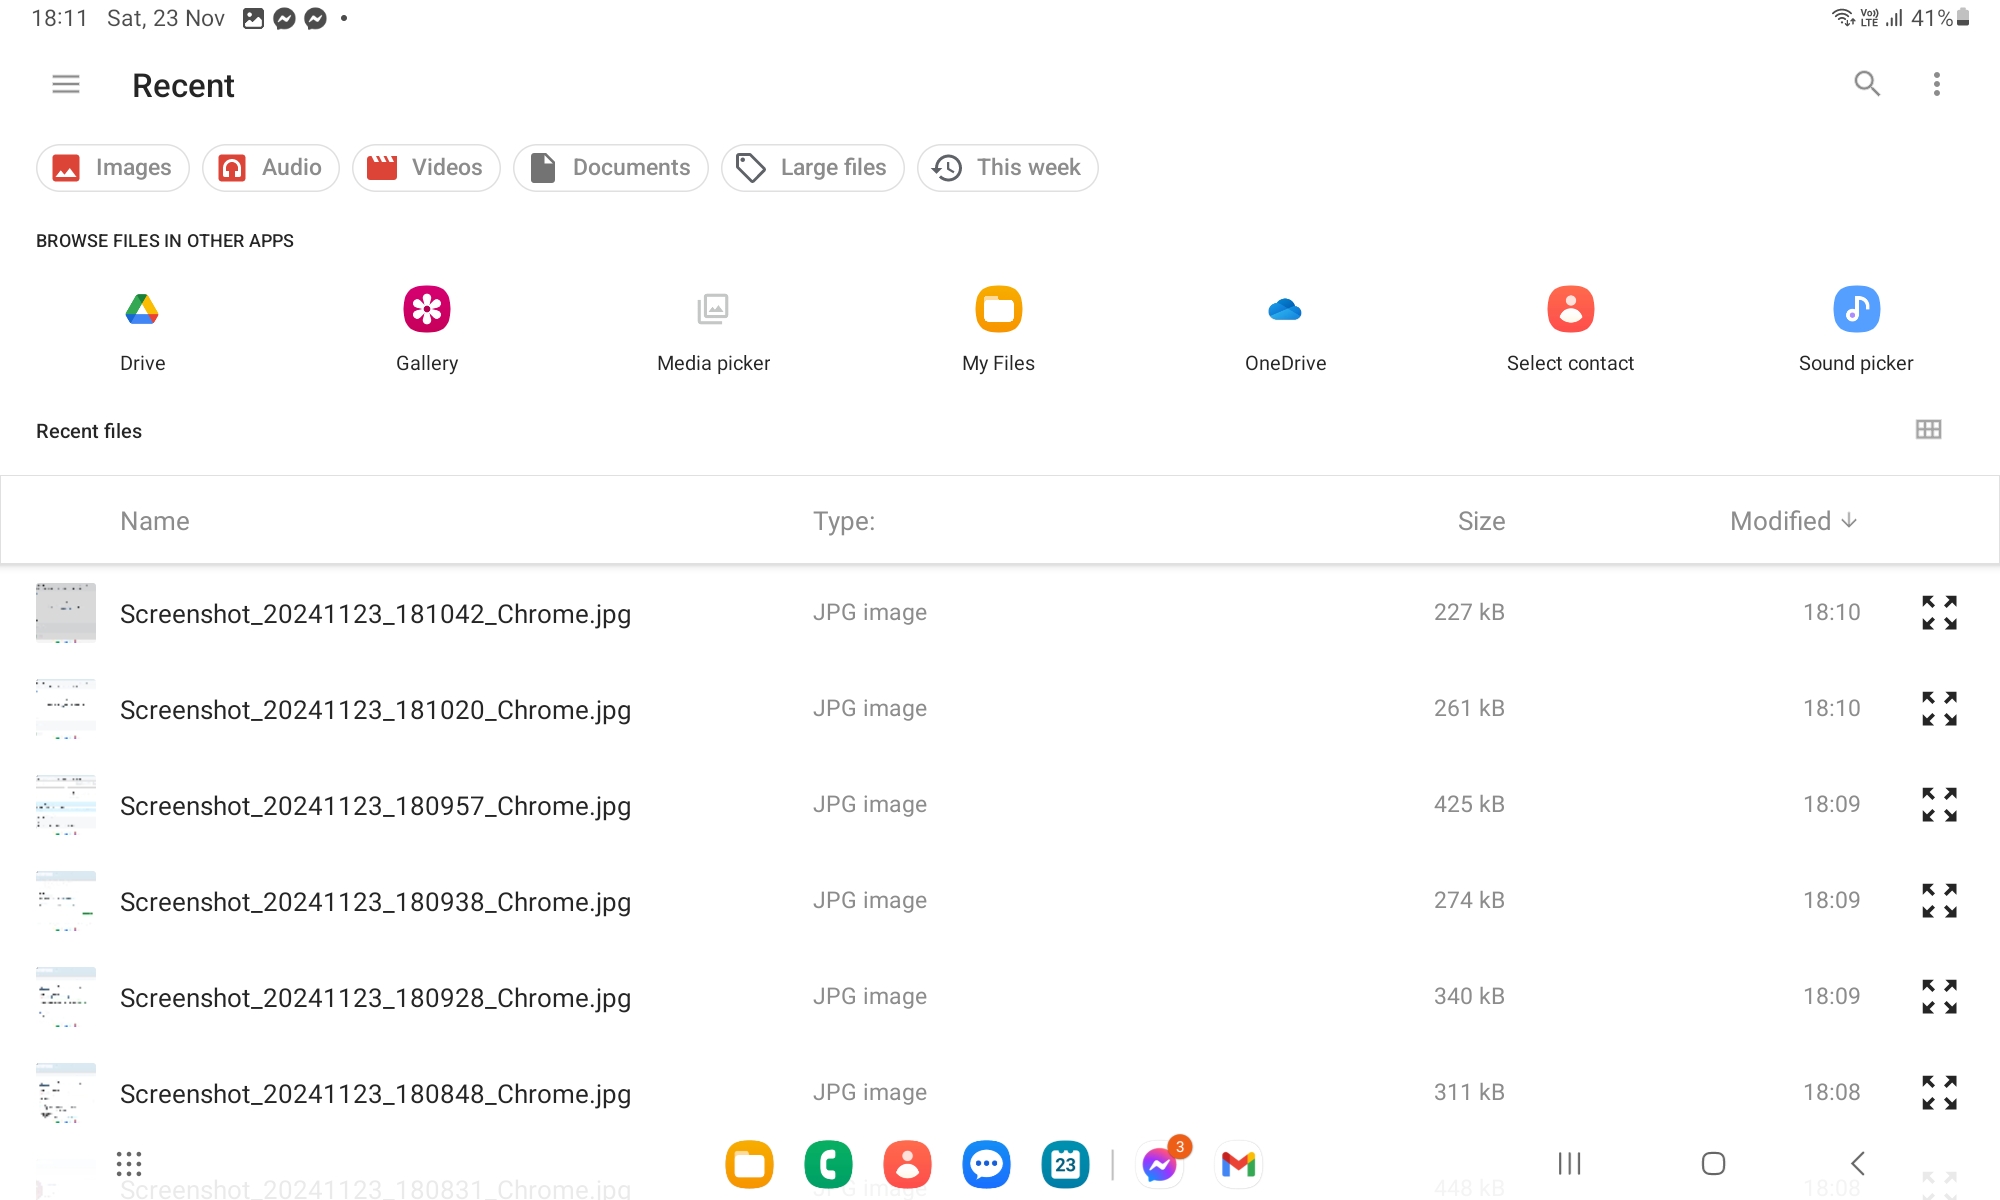 18:11 Sat, 23 Nov
Vo)) LTE 41%
Recent
Images Audio Videos Documents Large files This week
BROWSE FILES IN OTHER APPS
Drive Gallery Media picker My Files OneDrive Select contact Sound picker
Recent files
Name Type: Size Modified
Screenshot_20241123_181042_Chrome.jpg JPG image 227 kB 18:10
Screenshot_20241123_181020_Chrome.jpg JPG image 261 kB 18:10
Screenshot_20241123_180957_Chrome.jpg JPG image 425 kB 18:09
Screenshot_20241123_180938_Chrome.jpg JPG image 274 kB 18:09
Screenshot_20241123_180928_Chrome.jpg JPG image 340 kB 18:09
Screenshot_20241123_180848_Chrome.jpg JPG image 311 kB 18:08
23 3
Screenshot_20241123_180831_Chrome.jpg JPG image 448 kB 18:08